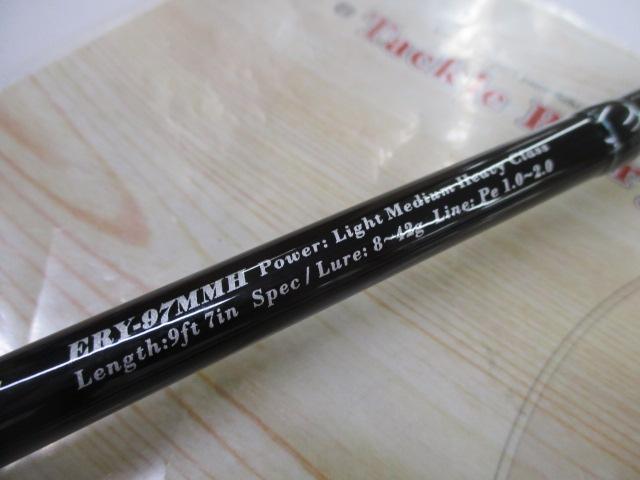 Tackle
ERY-97MMH Power: Light Medium Heavy Class
Length:9ft 7in Spec/Lure: 8~42g Line: Pe 1.0~2.0